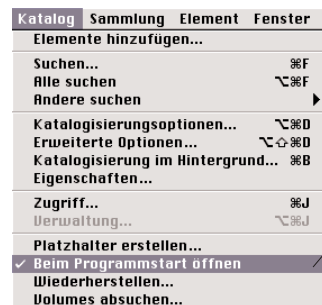 Katalog Sammlung Element Fenster
Elemente hinzufügen...
Suchen... ⌘F
Alle suchen ⌥⌘F
Andere suchen
Katalogisierungsoptionen... ⌥⌘D
Erweiterte Optionen... ⌥⇧⌘D
Katalogisierung im Hintergrund... ⌘B
Eigenschaften...
Zugriff... ⌘J
Verwaltung... ⌥⌘J
Platzhalter erstellen...
✓ Beim Programmstart öffnen
Wiederherstellen...
Volumes absuchen...